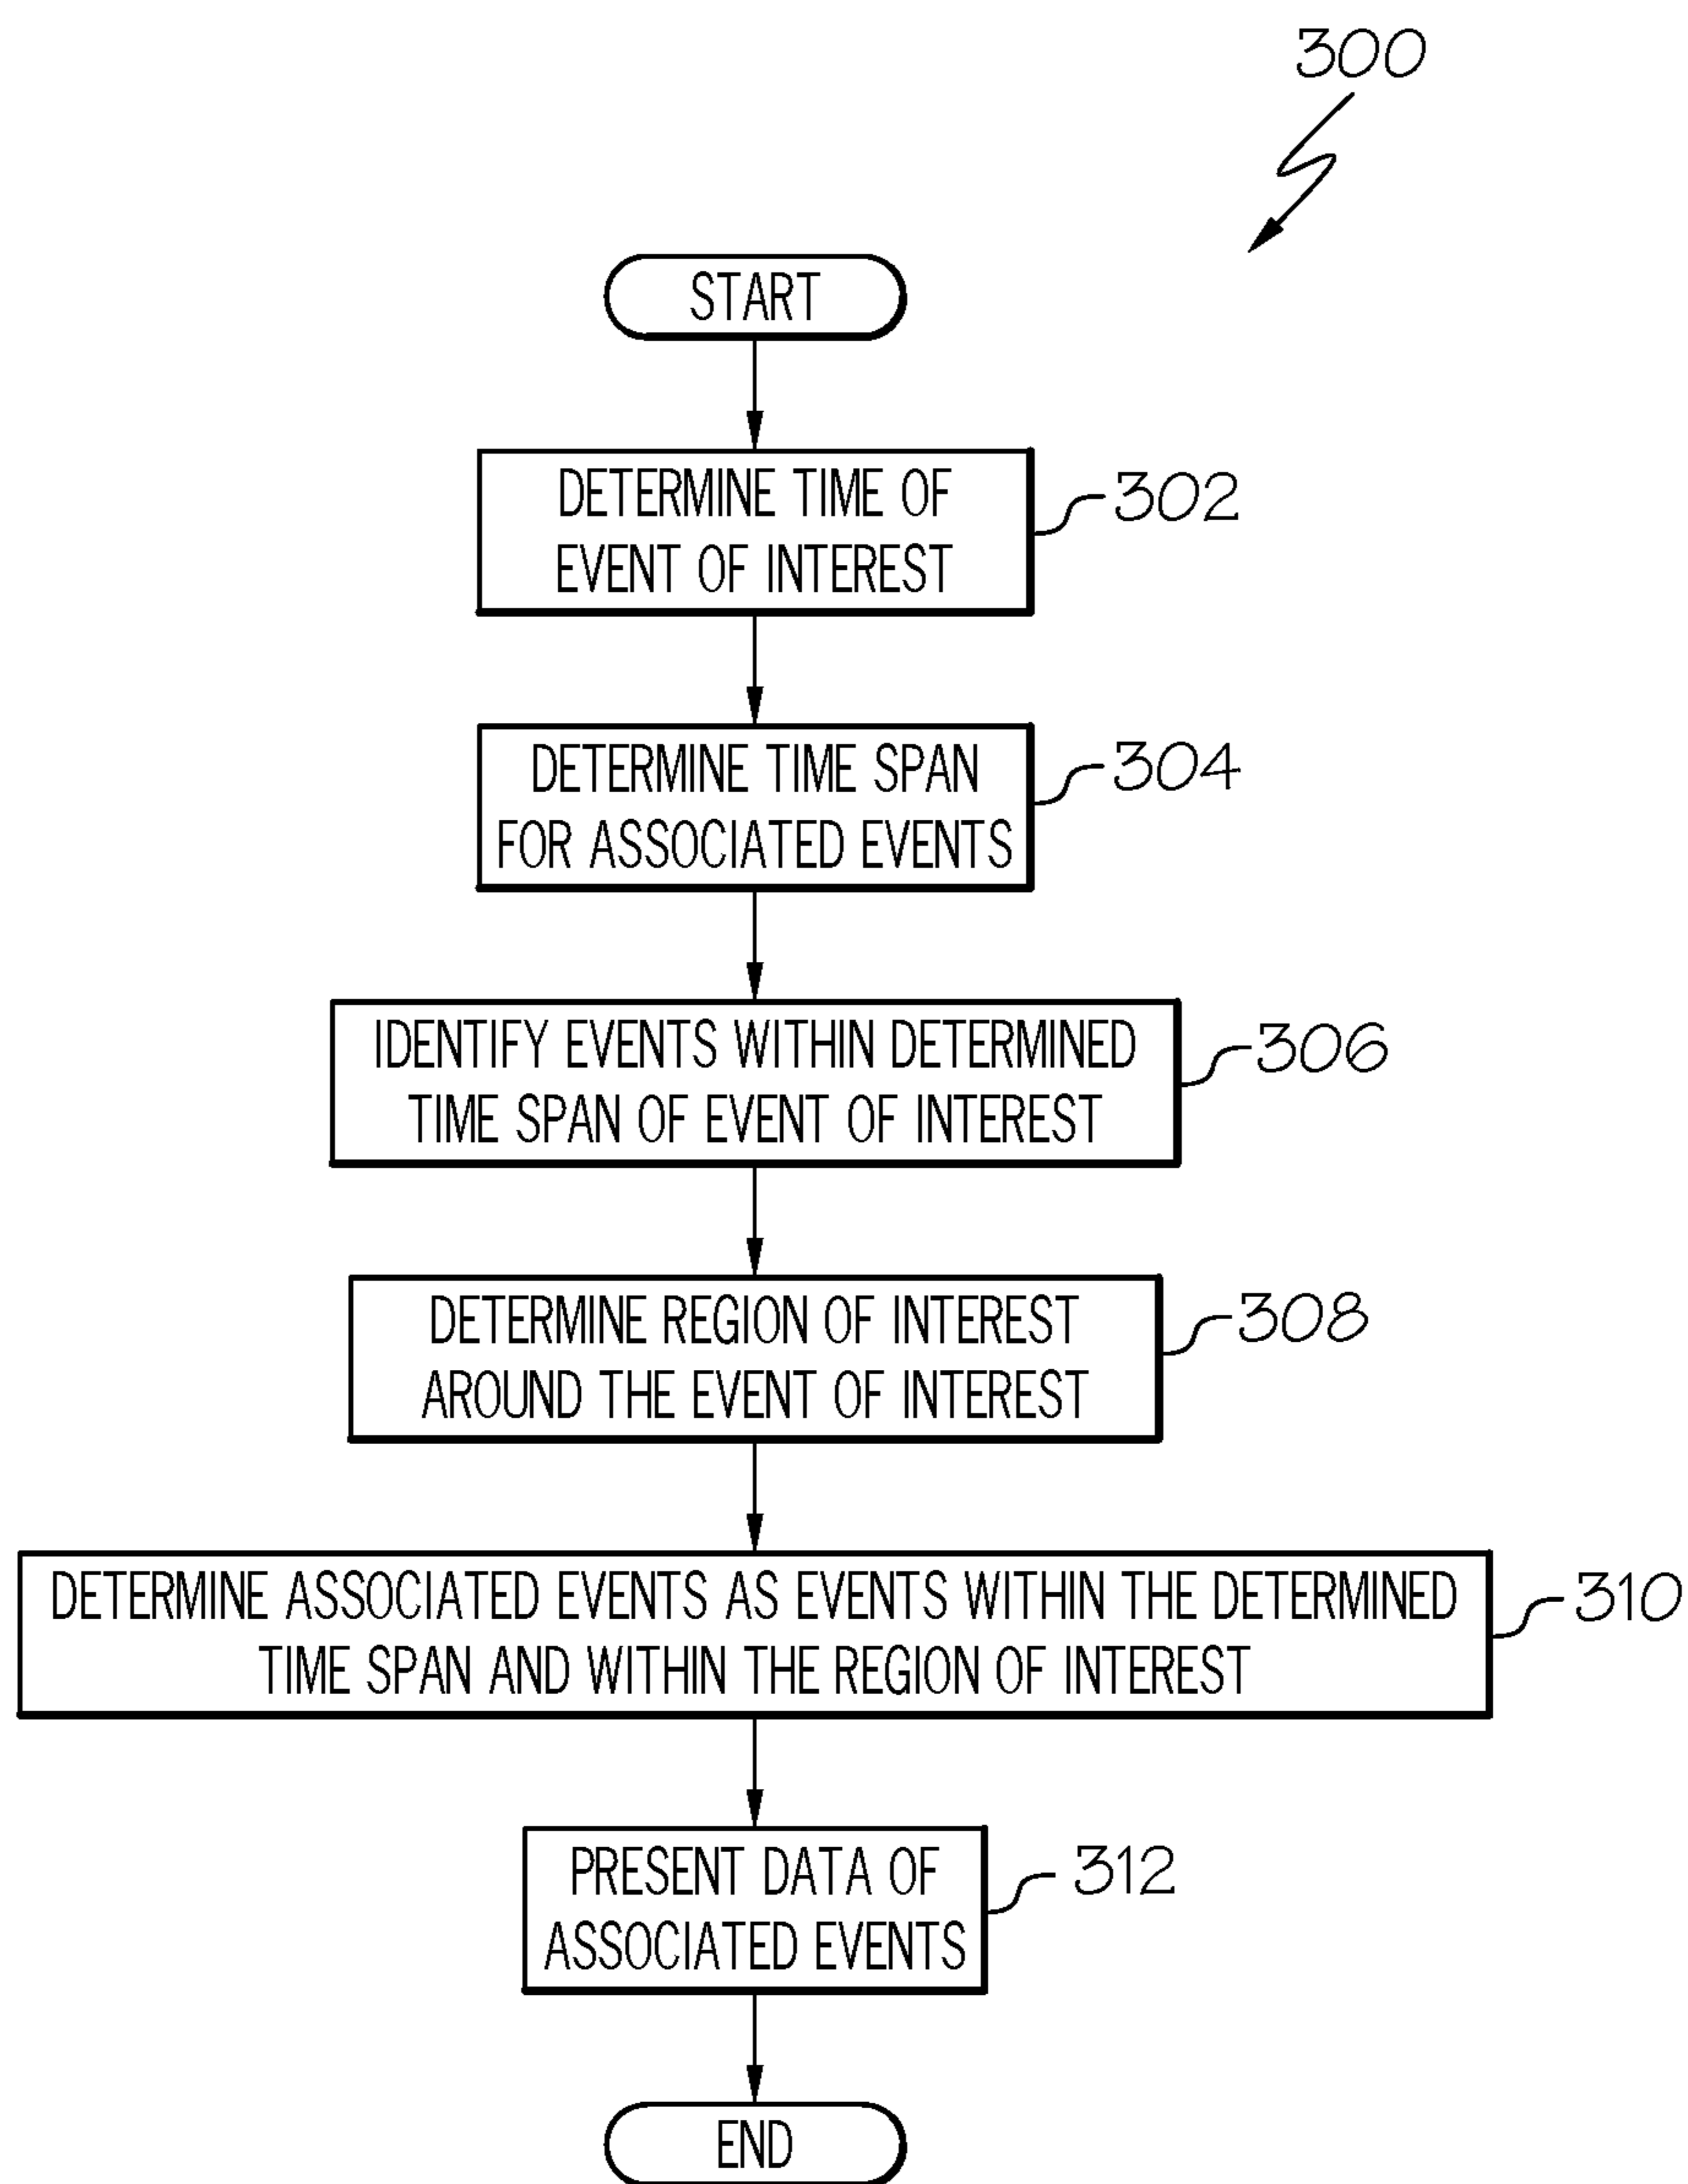 300
START
DETERMINE TIME OF
EVENT OF INTEREST
302
DETERMINE TIME SPAN
FOR ASSOCIATED EVENTS
304
IDENTIFY EVENTS WITHIN DETERMINED
TIME SPAN OF EVENT OF INTEREST
306
DETERMINE REGION OF INTEREST
AROUND THE EVENT OF INTEREST
308
DETERMINE ASSOCIATED EVENTS AS EVENTS WITHIN THE DETERMINED
TIME SPAN AND WITHIN THE REGION OF INTEREST
310
PRESENT DATA OF
ASSOCIATED EVENTS
312
END